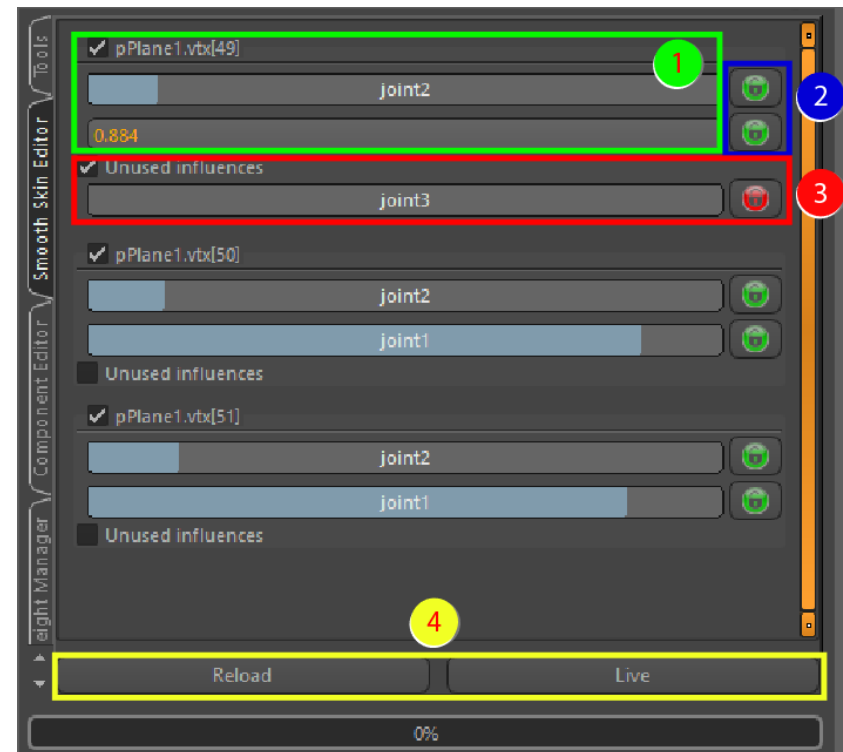 Tools
Smooth Skin Editor
Component Editor
eight Manager
pPlane1.vtx[49]
1
joint2
2
0.884
Unused influences
joint3
3
pPlane1.vtx[50]
joint2
joint1
Unused influences
pPlane1.vtx[51]
joint2
joint1
Unused influences
4
Reload
Live
0%